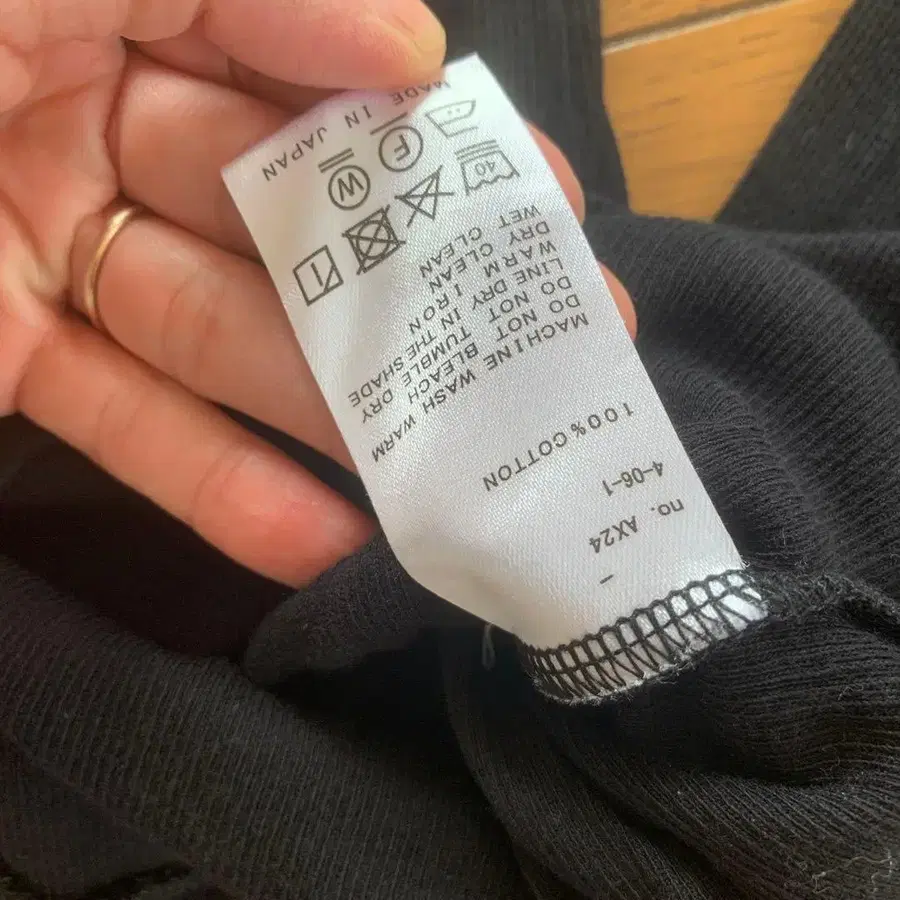 no. AX24
4-06-1
100%COTTON
MACHINE WASH WARM
DO NOT BLEACH
DO NOT TUMBLE DRY
LINE DRY IN THE SHADE
WARM IRON
DRY CLEAN
WET CLEAN
40
F
W
MADE IN JAPAN